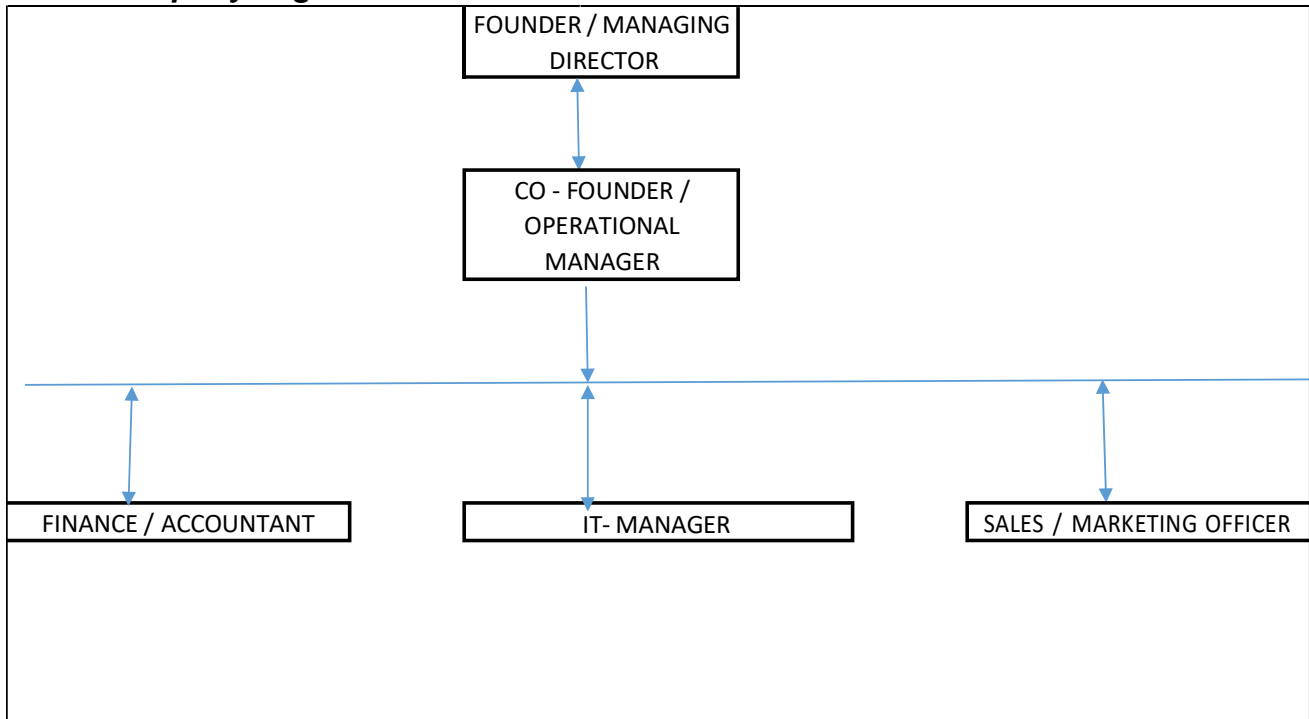 FOUNDER / MANAGING
DIRECTOR
CO - FOUNDER /
OPERATIONAL
MANAGER
FINANCE / ACCOUNTANT
IT- MANAGER
SALES / MARKETING OFFICER